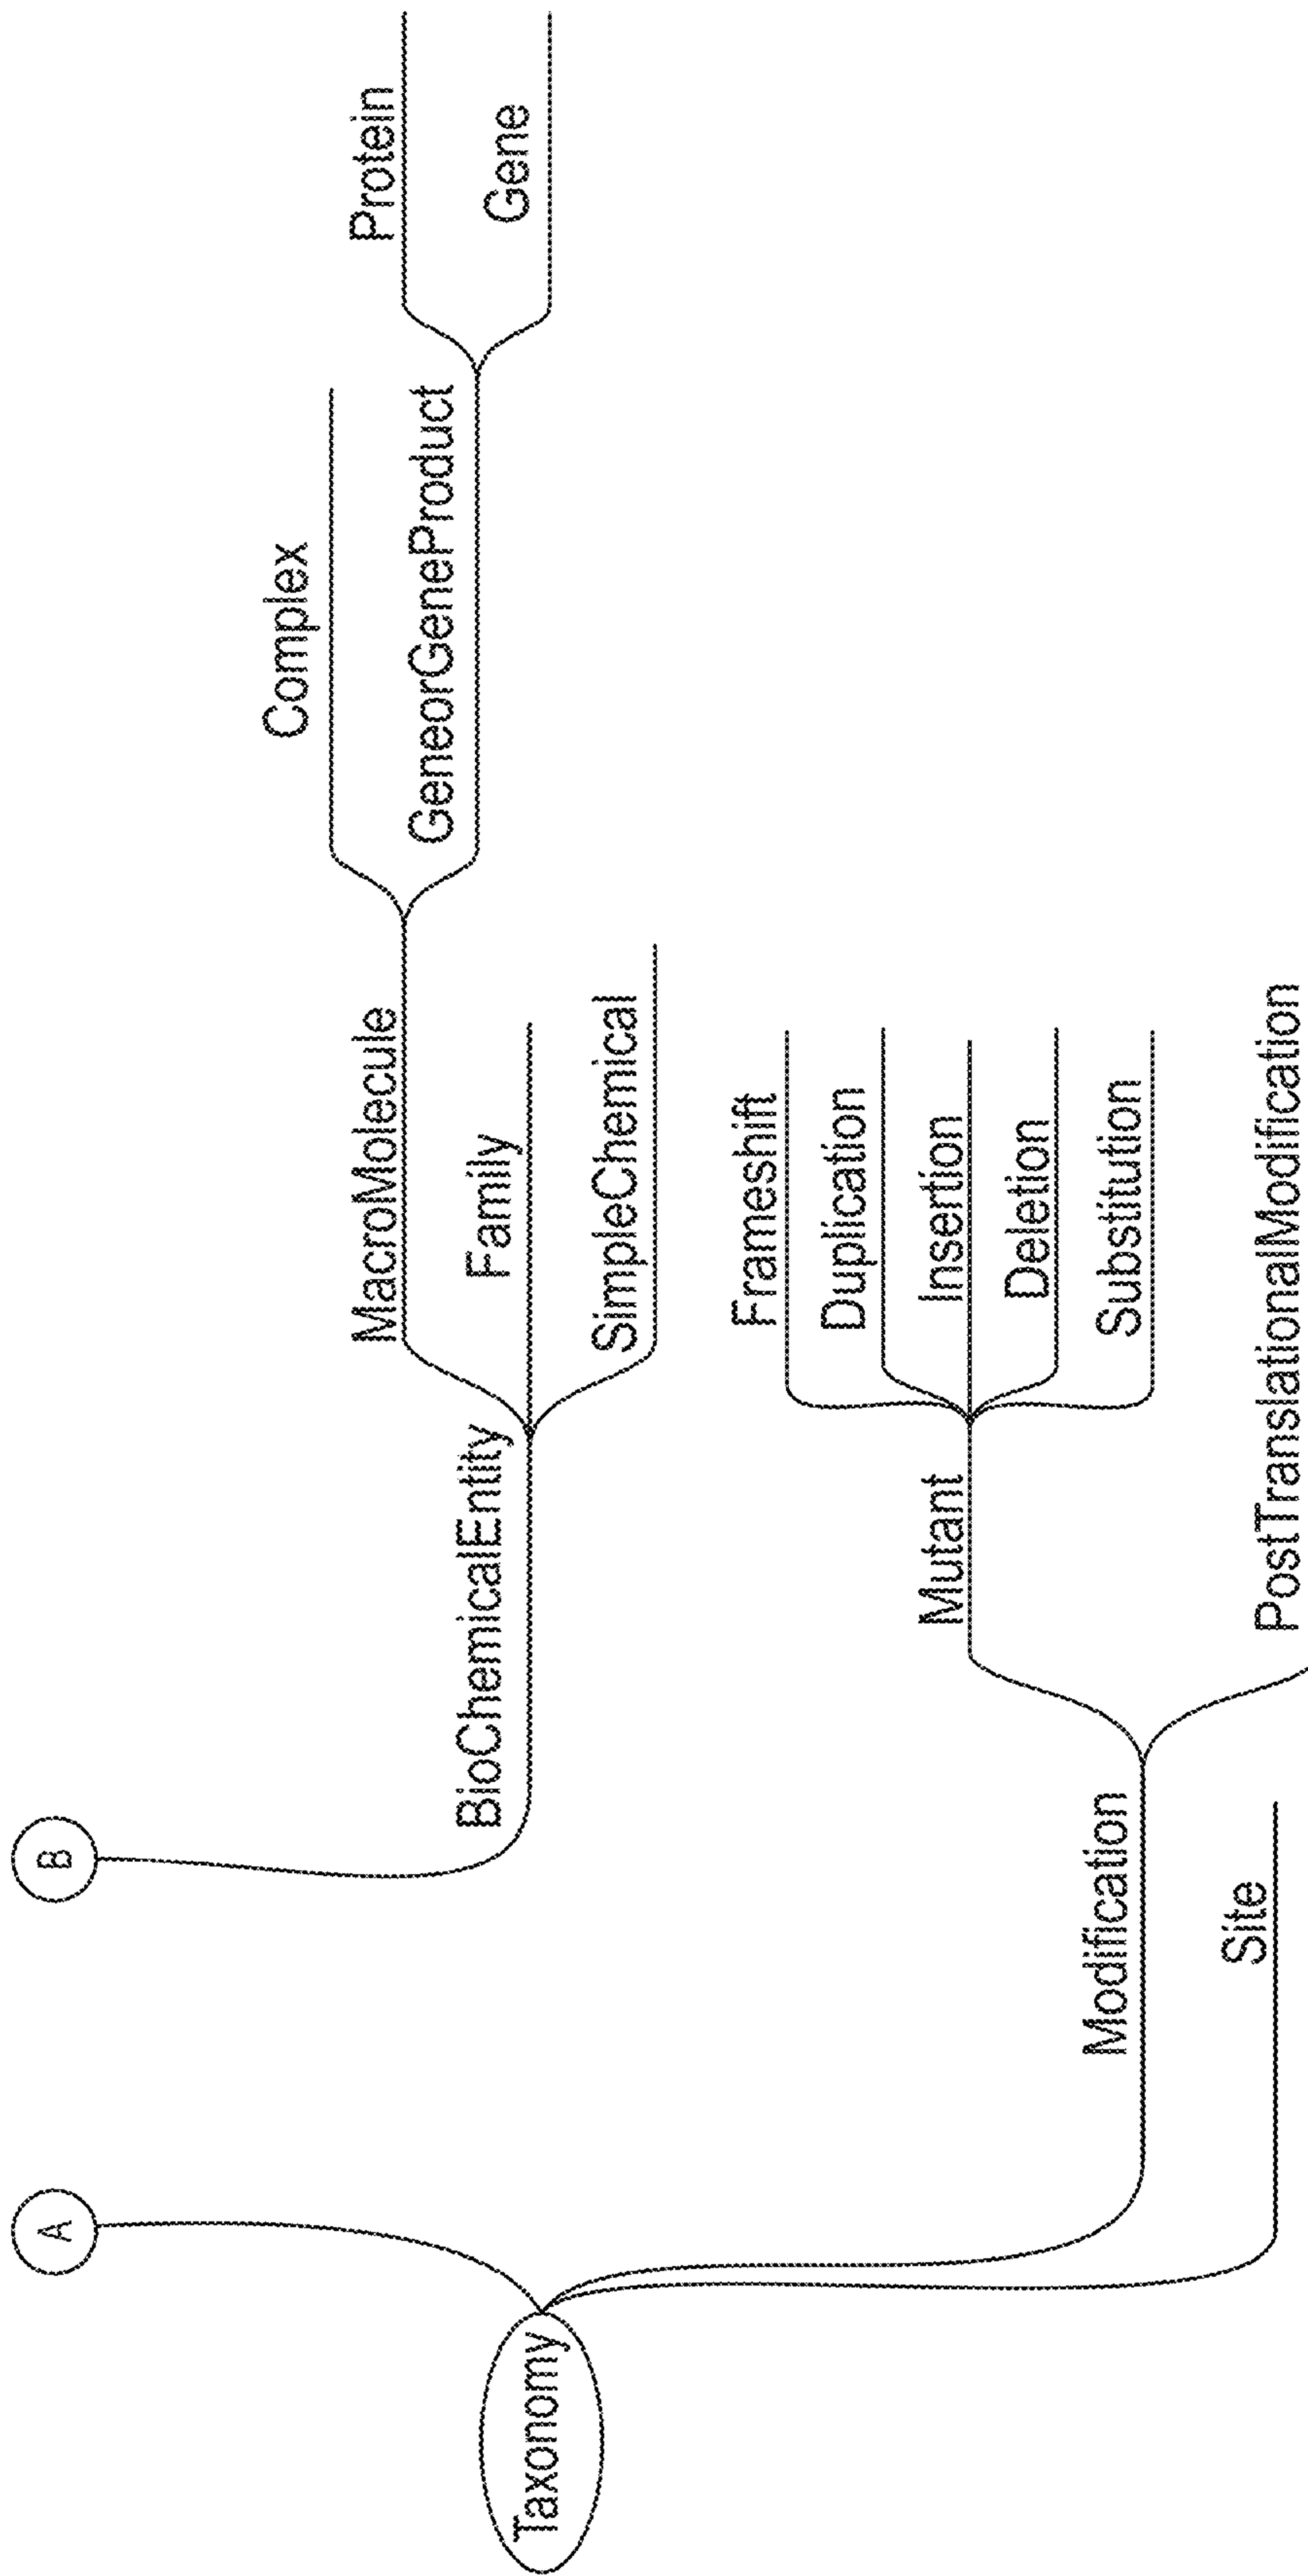 A
B
Taxonomy
BioChemicalEntity
MacroMolecule
Complex
GeneorGeneProduct
Protein
Gene
Family
SimpleChemical
Modification
Mutant
Frameshift
Duplication
Insertion
Deletion
Substitution
PostTranslationalModification
Site